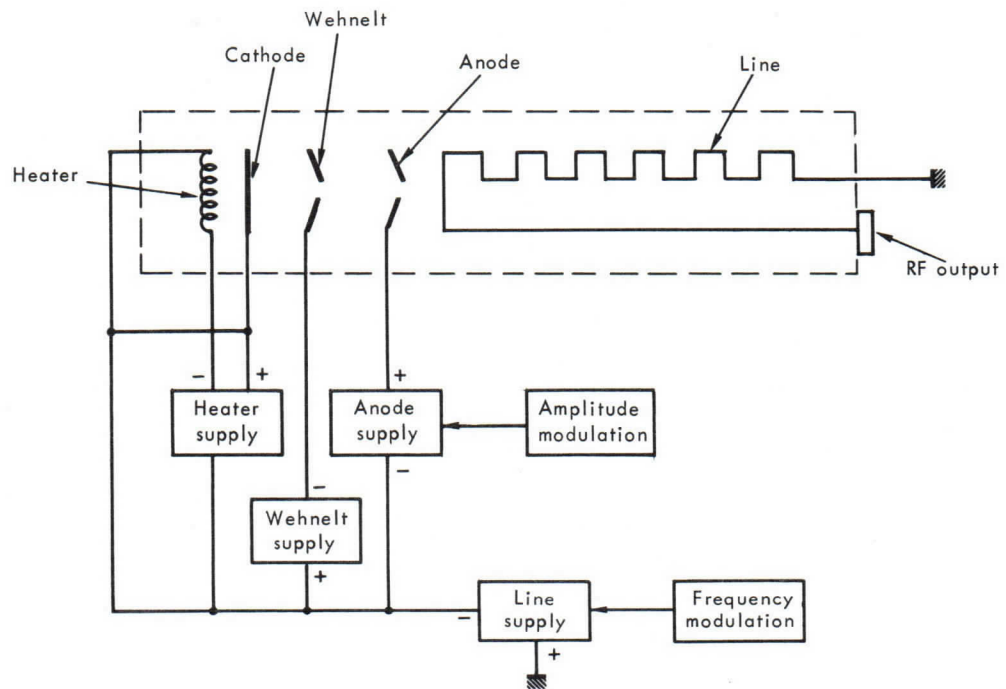 Wehnelt
Cathode
Anode
Line
Heater
RF output
-
+
+
Heater
supply
Anode
supply
Amplitude
modulation
-
-
Wehnelt
supply
+
-
Line
supply
Frequency
modulation
+